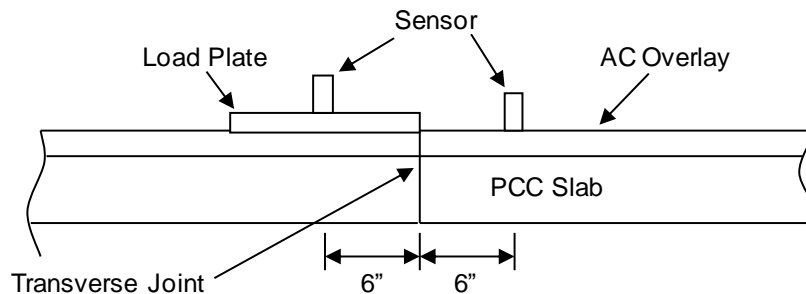 Sensor
Load Plate
AC Overlay
PCC Slab
Transverse Joint
6”
6”